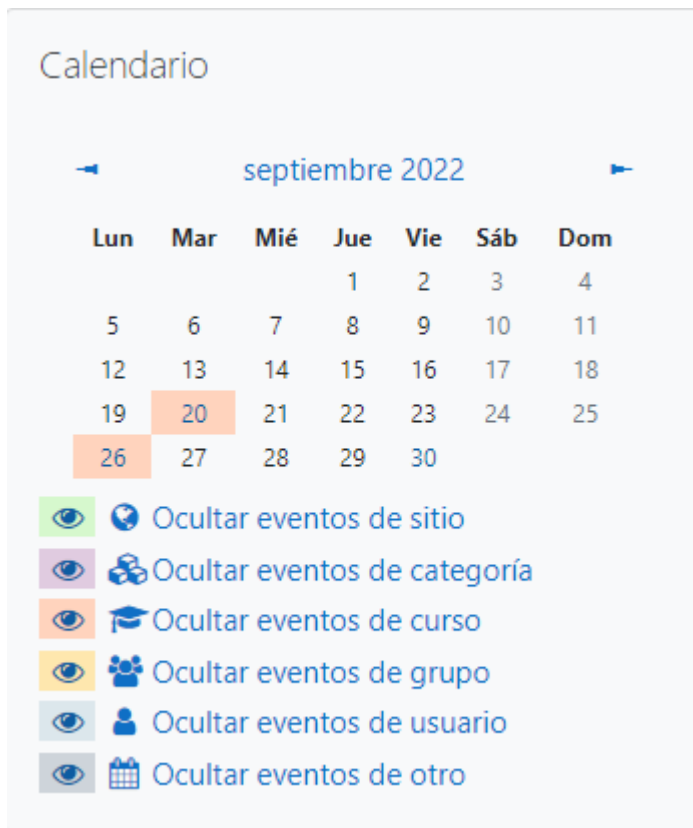 Calendario
septiembre 2022
Lun Mar Mié Jue Vie Sáb Dom
1 2 3 4
5 6 7 8 9 10 11
12 13 14 15 16 17 18
19 20 21 22 23 24 25
26 27 28 29 30
Ocultar eventos de sitio
Ocultar eventos de categoría
Ocultar eventos de curso
Ocultar eventos de grupo
Ocultar eventos de usuario
Ocultar eventos de otro